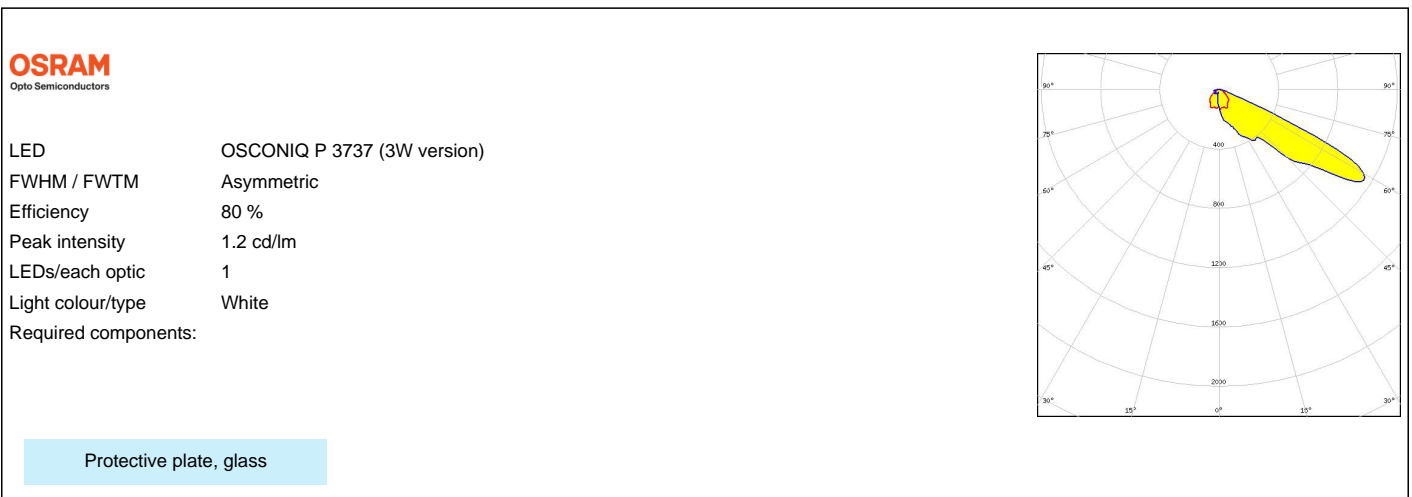 OSRAM
Opto Semiconductors
LED OSCONIQ P 3737 (3W version)
FWHM / FWTM Asymmetric
Efficiency 80 %
Peak intensity 1.2 cd/lm
LEDs/each optic 1
Light colour/type White
Required components:
Protective plate, glass
90° 90°
75° 75°
400
60° 60°
800
45° 1200 45°
1600
2000
30° 15° 0° 15° 30°